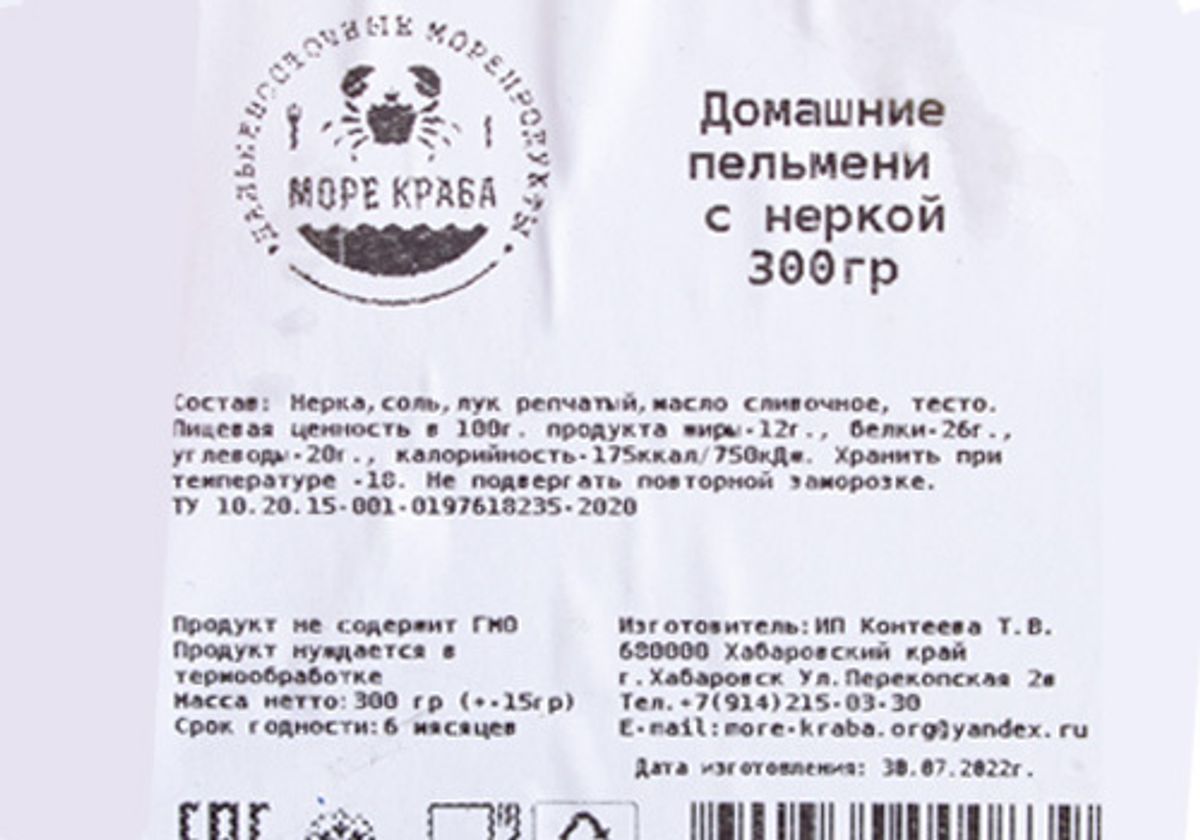 ДАЛЬНЕВОСТОЧНЫЕ МОРЕПРОДУКТЫ
МОРЕ КРАБА
Домашние
пельмени
с неркой
300гр
Состав: Нерка,соль,лук репчатый,масло сливочное, тесто.
Пищевая ценность в 100г. продукта жиры-12г., белки-26г.,
углеводы-20г., калорийность-175ккал/750кДж. Хранить при
температуре -18. Не подвергать повторной заморозке.
ТУ 10.20.15-001-0197618235-2020
Продукт не содержит ГМО
Продукт нуждается в
термообработке
Масса нетто:300 гр (+-15гр)
Срок годности:6 месяцев
Изготовитель:ИП Контеева Т.В.
680000 Хабаровский край
г.Хабаровск Ул.Перекопская 2в
Тел.+7(914)215-03-30
E-mail:more-kraba.org@yandex.ru
Дата изготовления: 30.07.2022г.
EAC